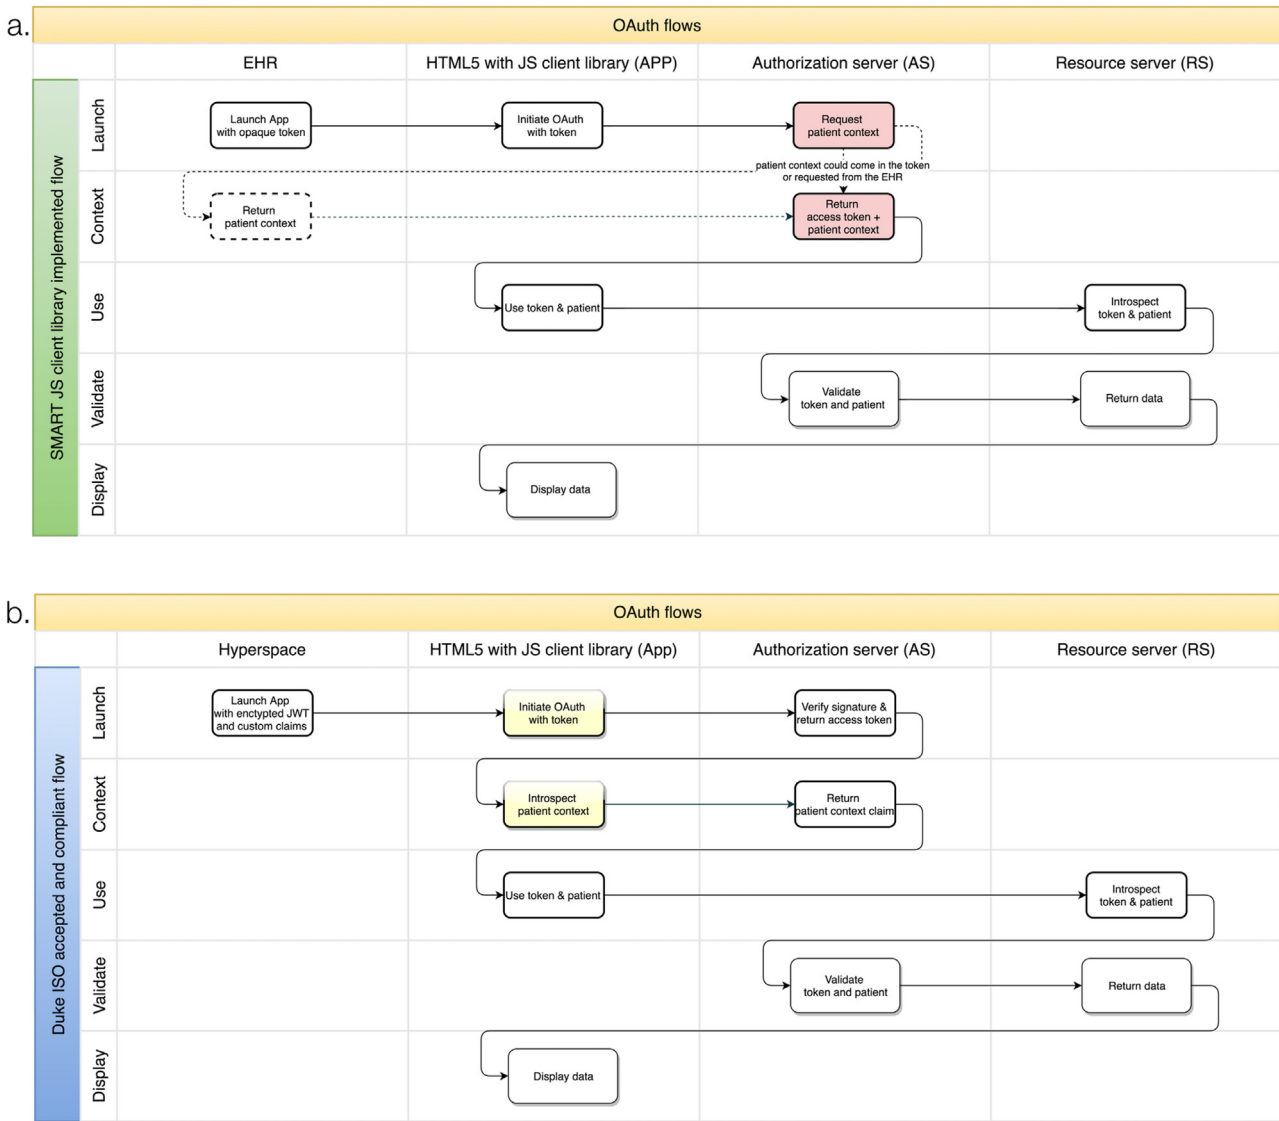 a.
OAuth flows
EHR
HTML5 with JS client library (APP)
Authorization server (AS)
Resource server (RS)
SMART JS client library implemented flow
Launch
Launch App
with opaque token
Initiate OAuth
with token
Request
patient context
patient context could come in the token
or requested from the EHR
Context
Return
patient context
Return
access token +
patient context
Use
Use token & patient
Introspect
token & patient
Validate
Validate
token and patient
Return data
Display
Display data
b.
OAuth flows
Hyperspace
HTML5 with JS client library (App)
Authorization server (AS)
Resource server (RS)
Duke ISO accepted and compliant flow
Launch
Launch App
with enctypted JWT
and custom claims
Initiate OAuth
with token
Verify signature &
return access token
Context
Introspect
patient context
Return
patient context claim
Use
Use token & patient
Introspect
token & patient
Validate
Validate
token and patient
Return data
Display
Display data